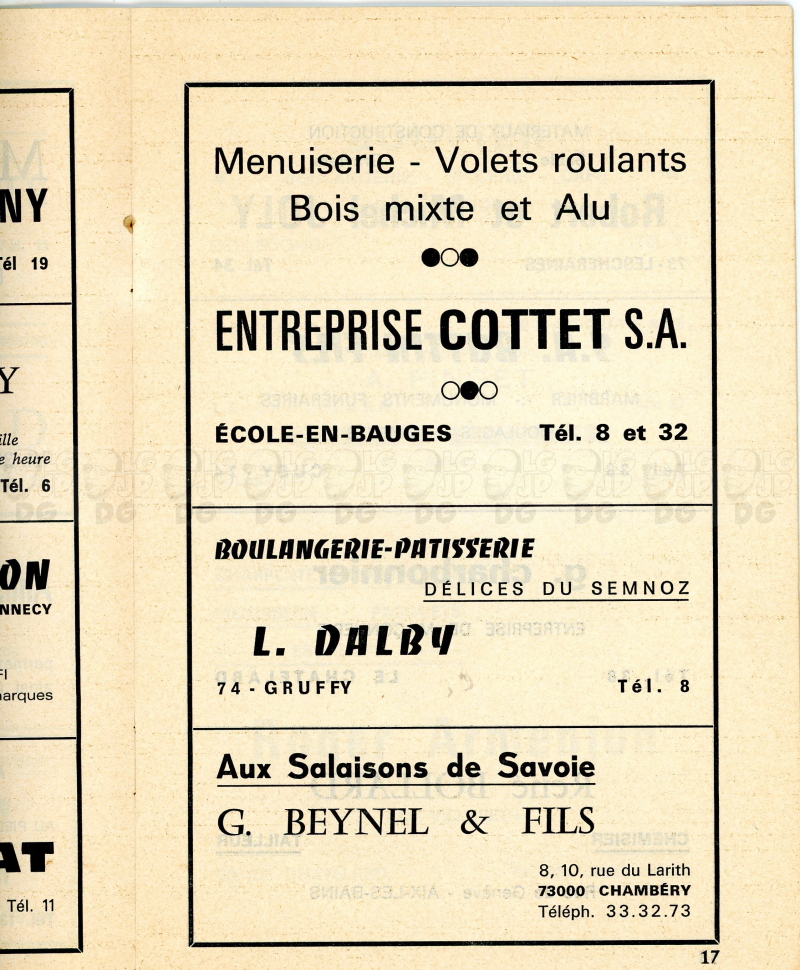 NY
Tél 19
Y
ille
e heure
Tél. 6
ON
NNECY
FI
narques
AT
Tél. 11
Menuiserie - Volets roulants
Bois mixte et Alu
ENTREPRISE COTTET S.A.
ÉCOLE-EN-BAUGES Tél. 8 et 32
BOULANGERIE-PATISSERIE
DÉLICES DU SEMNOZ
L. DALBY
74 - GRUFFY Tél. 8
Aux Salaisons de Savoie
G. BEYNEL & FILS
8, 10, rue du Larith
73000 CHAMBÉRY
Téléph. 33.32.73
17